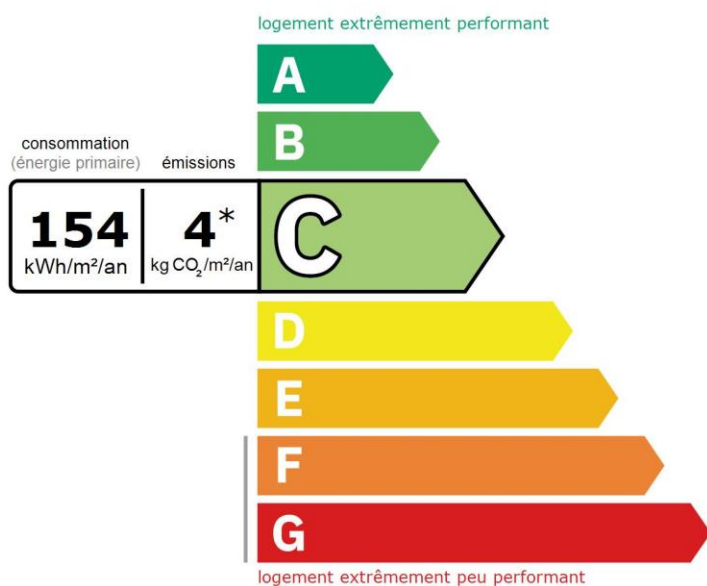 logement extrêmement performant
A
B
consommation
(énergie primaire) émissions
154 4*
kWh/m²/an kg CO₂/m²/an
C
D
E
F
G
logement extrêmement peu performant